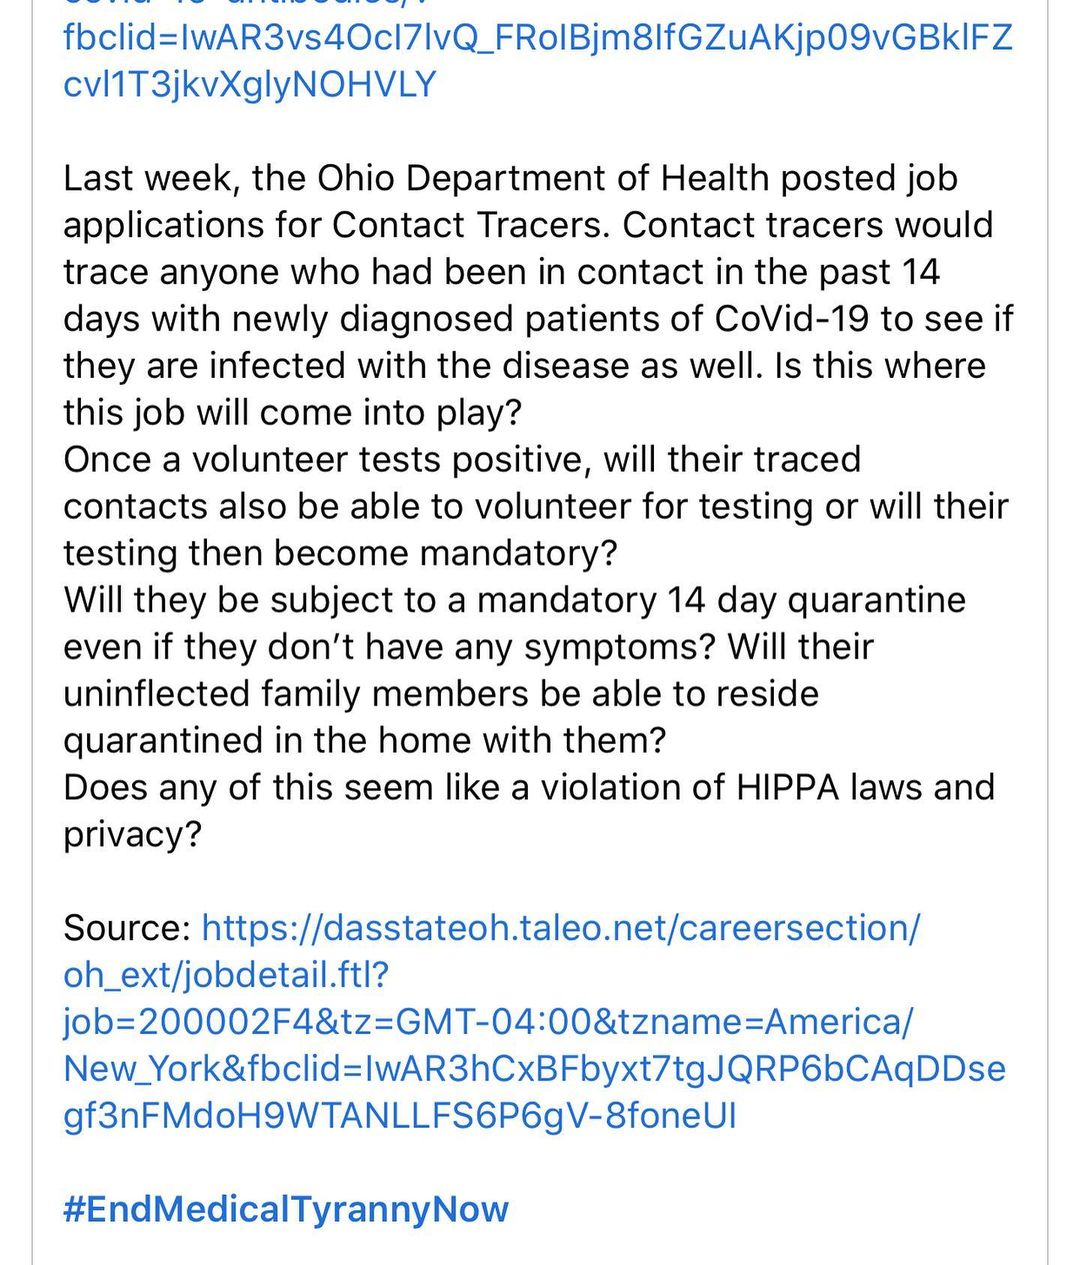 fbclid=IwAR3vs4Ocl7lvQ_FRolBjm8lfGZuAKjp09vGBklFZ
cvl1T3jkvXglyNOHVLY
Last week, the Ohio Department of Health posted job
applications for Contact Tracers. Contact tracers would
trace anyone who had been in contact in the past 14
days with newly diagnosed patients of CoVid-19 to see if
they are infected with the disease as well. Is this where
this job will come into play?
Once a volunteer tests positive, will their traced
contacts also be able to volunteer for testing or will their
testing then become mandatory?
Will they be subject to a mandatory 14 day quarantine
even if they don’t have any symptoms? Will their
uninflected family members be able to reside
quarantined in the home with them?
Does any of this seem like a violation of HIPPA laws and
privacy?
Source: https://dasstateoh.taleo.net/careersection/
oh_ext/jobdetail.ftl?
job=200002F4&tz=GMT-04:00&tzname=America/
New_York&fbclid=IwAR3hCxBFbyxt7tgJQRP6bCAqDDse
gf3nFMdoH9WTANLLFS6P6gV-8foneUI
#EndMedicalTyrannyNow